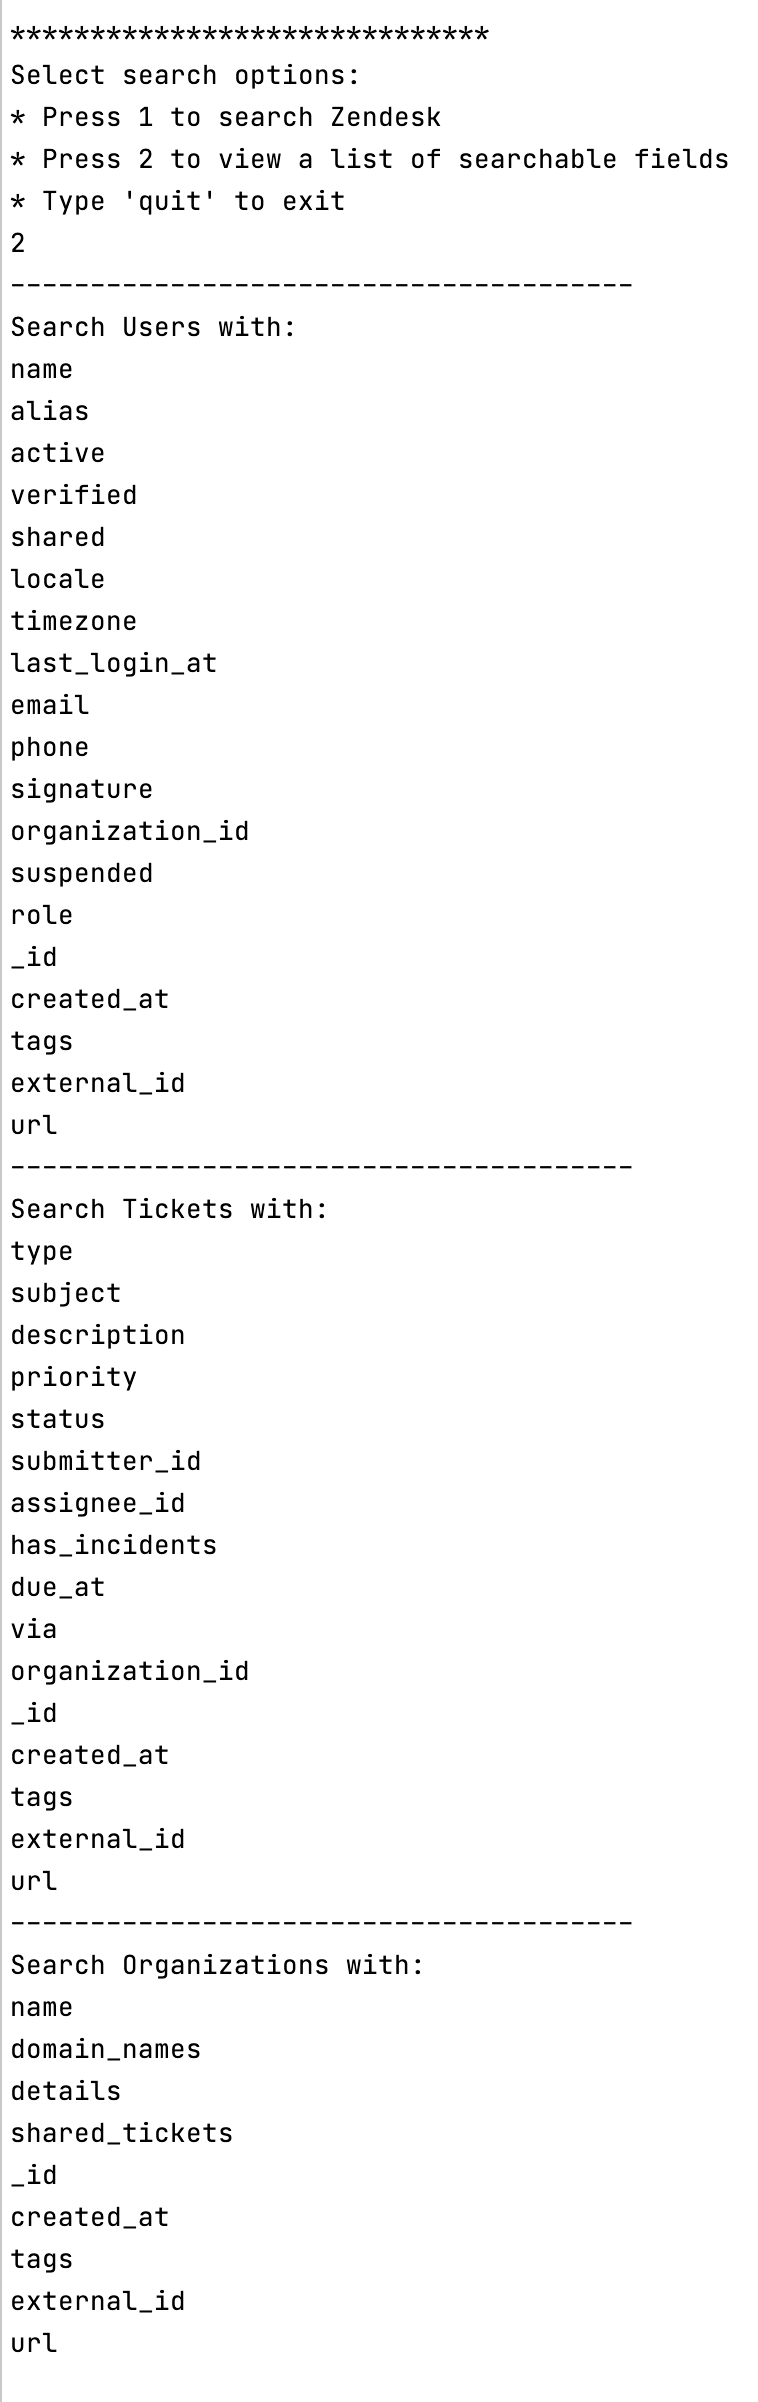 ******************************
Select search options:
* Press 1 to search Zendesk
* Press 2 to view a list of searchable fields
* Type 'quit' to exit
2
---------------------------------------
Search Users with:
name
alias
active
verified
shared
locale
timezone
last_login_at
email
phone
signature
organization_id
suspended
role
_id
created_at
tags
external_id
url
---------------------------------------
Search Tickets with:
type
subject
description
priority
status
submitter_id
assignee_id
has_incidents
due_at
via
organization_id
_id
created_at
tags
external_id
url
---------------------------------------
Search Organizations with:
name
domain_names
details
shared_tickets
_id
created_at
tags
external_id
url